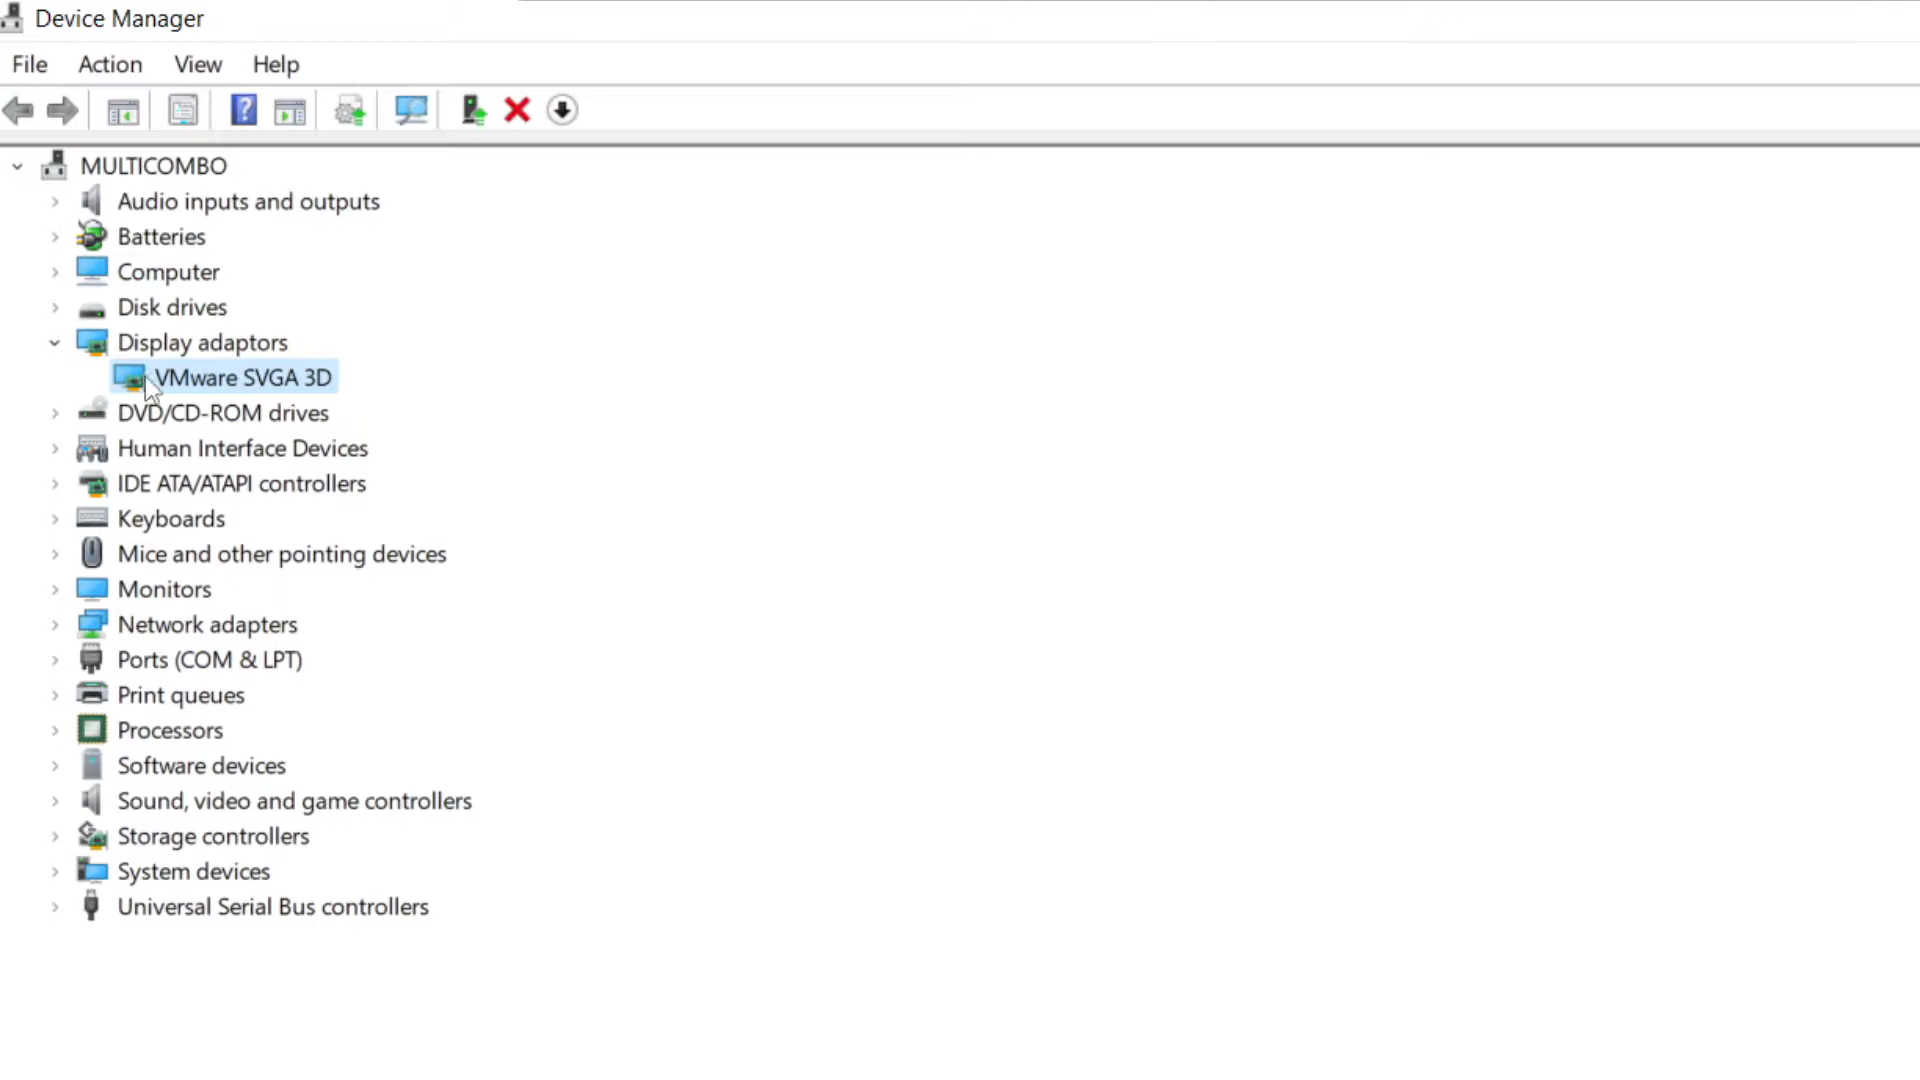 Device Manager
File Action View Help
MULTICOMBO
Audio inputs and outputs
Batteries
Computer
Disk drives
Display adaptors
VMware SVGA 3D
DVD/CD-ROM drives
Human Interface Devices
IDE ATA/ATAPI controllers
Keyboards
Mice and other pointing devices
Monitors
Network adapters
Ports (COM & LPT)
Print queues
Processors
Software devices
Sound, video and game controllers
Storage controllers
System devices
Universal Serial Bus controllers